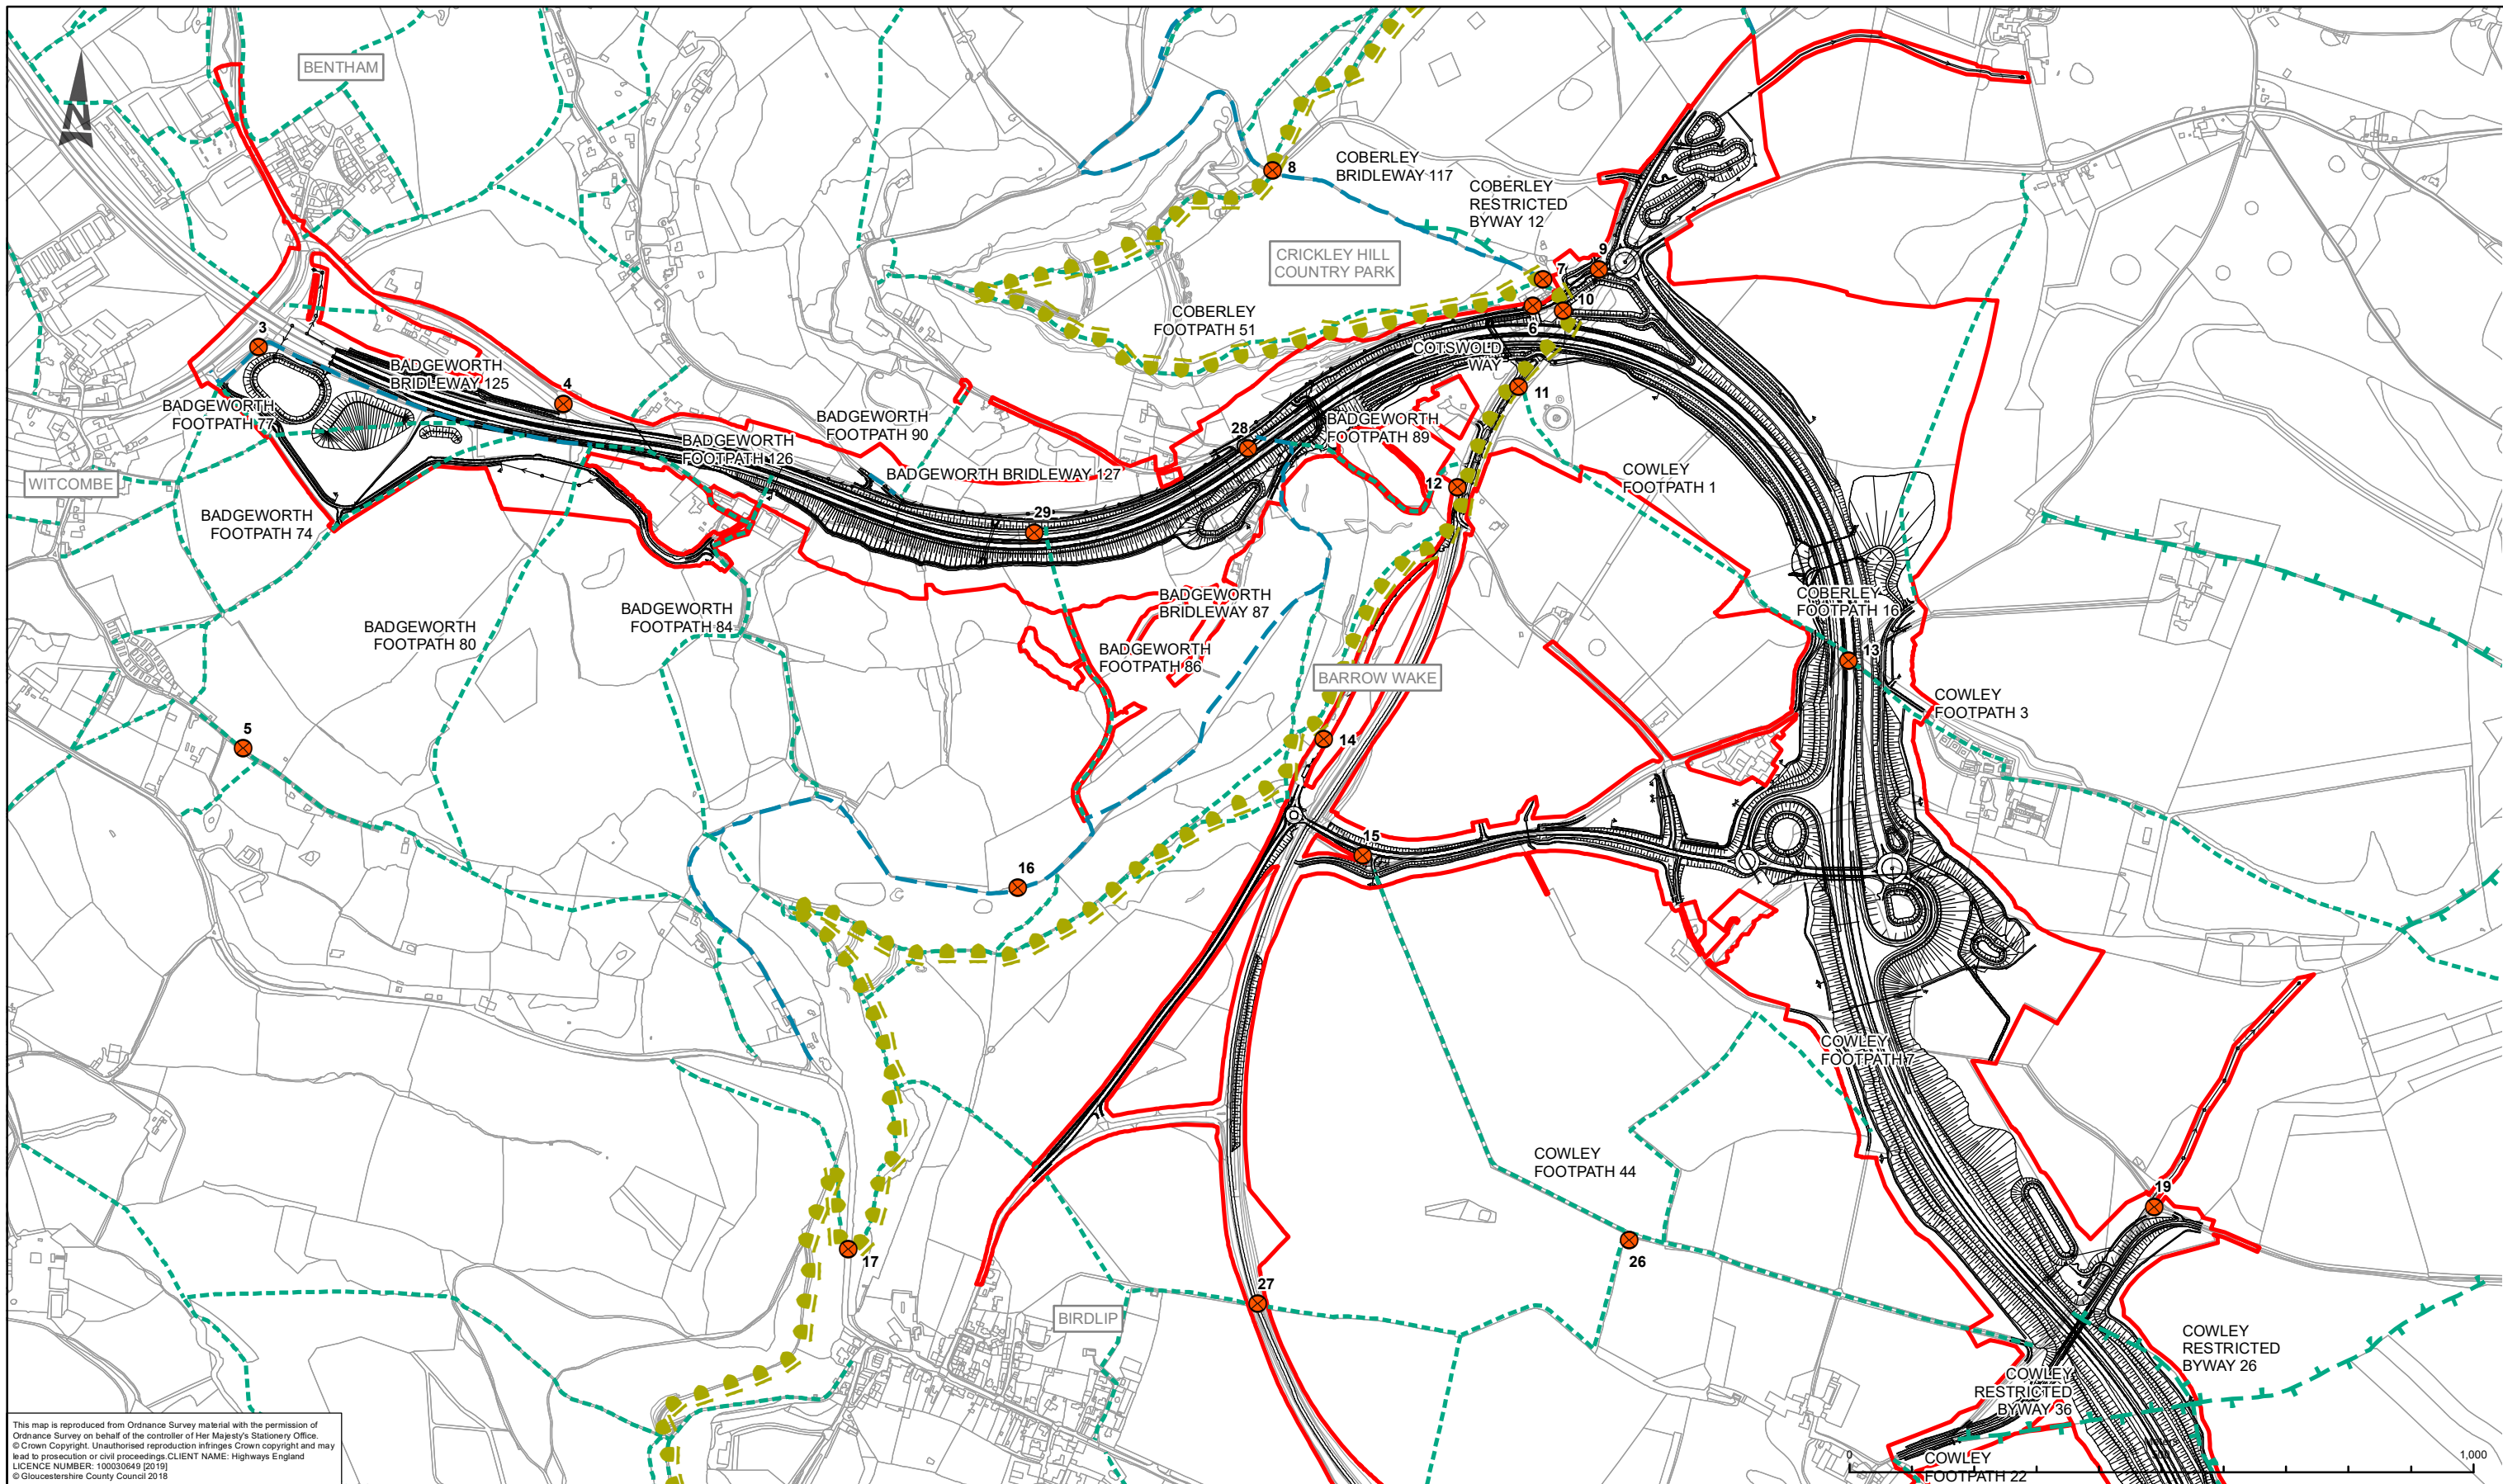 BENTHAM
N
8
COBERLEY
BRIDLEWAY 117
COBERLEY
RESTRICTED
BYWAY 12
CRICKLEY HILL
COUNTRY PARK
9
7
10
6
COBERLEY
FOOTPATH 51
3
COTSWOLD
WAY
BADGEWORTH
BRIDLEWAY 125
4
11
BADGEWORTH
FOOTPATH 77
BADGEWORTH
FOOTPATH 90
BADGEWORTH
FOOTPATH 89
28
BADGEWORTH
FOOTPATH 126
BADGEWORTH BRIDLEWAY 127
COWLEY
FOOTPATH 1
WITCOMBE
12
BADGEWORTH
FOOTPATH 74
29
BADGEWORTH
BRIDLEWAY 87
COBERLEY
FOOTPATH 16
BADGEWORTH
FOOTPATH 84
BADGEWORTH
FOOTPATH 80
BADGEWORTH
FOOTPATH 86
13
BARROW WAKE
COWLEY
FOOTPATH 3
5
14
15
16
COWLEY
FOOTPATH 7
COWLEY
FOOTPATH 44
19
17
26
27
BIRDLIP
COWLEY
RESTRICTED
BYWAY 26
COWLEY
RESTRICTED
BYWAY 36
COWLEY
FOOTPATH 22
0
1,000
This map is reproduced from Ordnance Survey material with the permission of
Ordnance Survey on behalf of the controller of Her Majesty's Stationery Office.
© Crown Copyright. Unauthorised reproduction infringes Crown copyright and may
lead to prosecution or civil proceedings.CLIENT NAME: Highways England
LICENCE NUMBER: 100030649 [2019]
© Gloucestershire County Council 2018